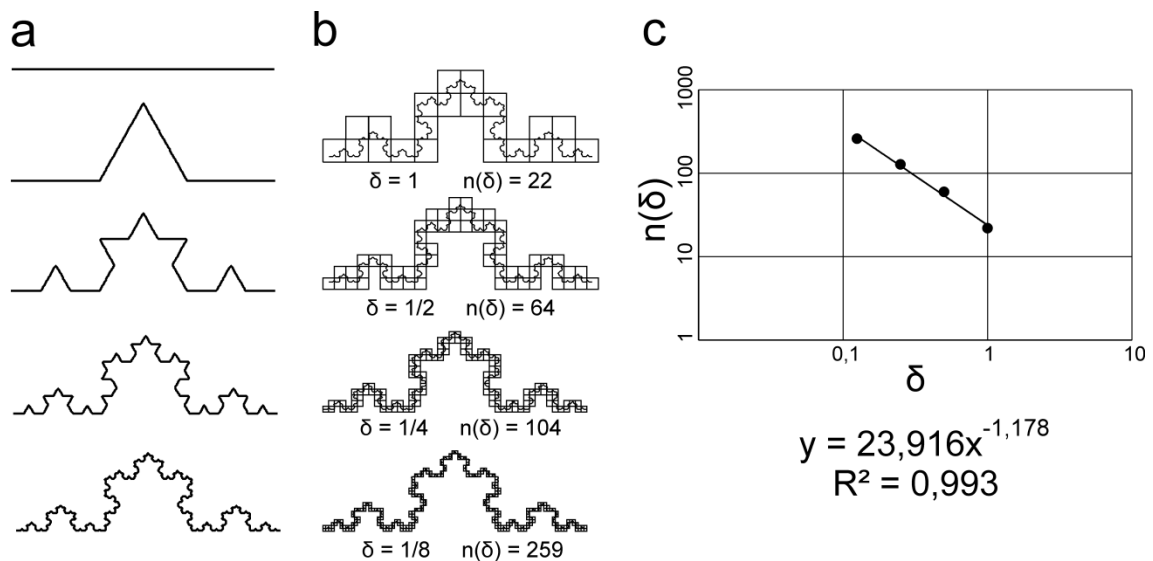 a
b
c
δ = 1 n(δ) = 22
δ = 1/2 n(δ) = 64
δ = 1/4 n(δ) = 104
δ = 1/8 n(δ) = 259
1000
100
10
1
n(δ)
0,1 1 10
δ
y = 23,916x^-1,178
R² = 0,993